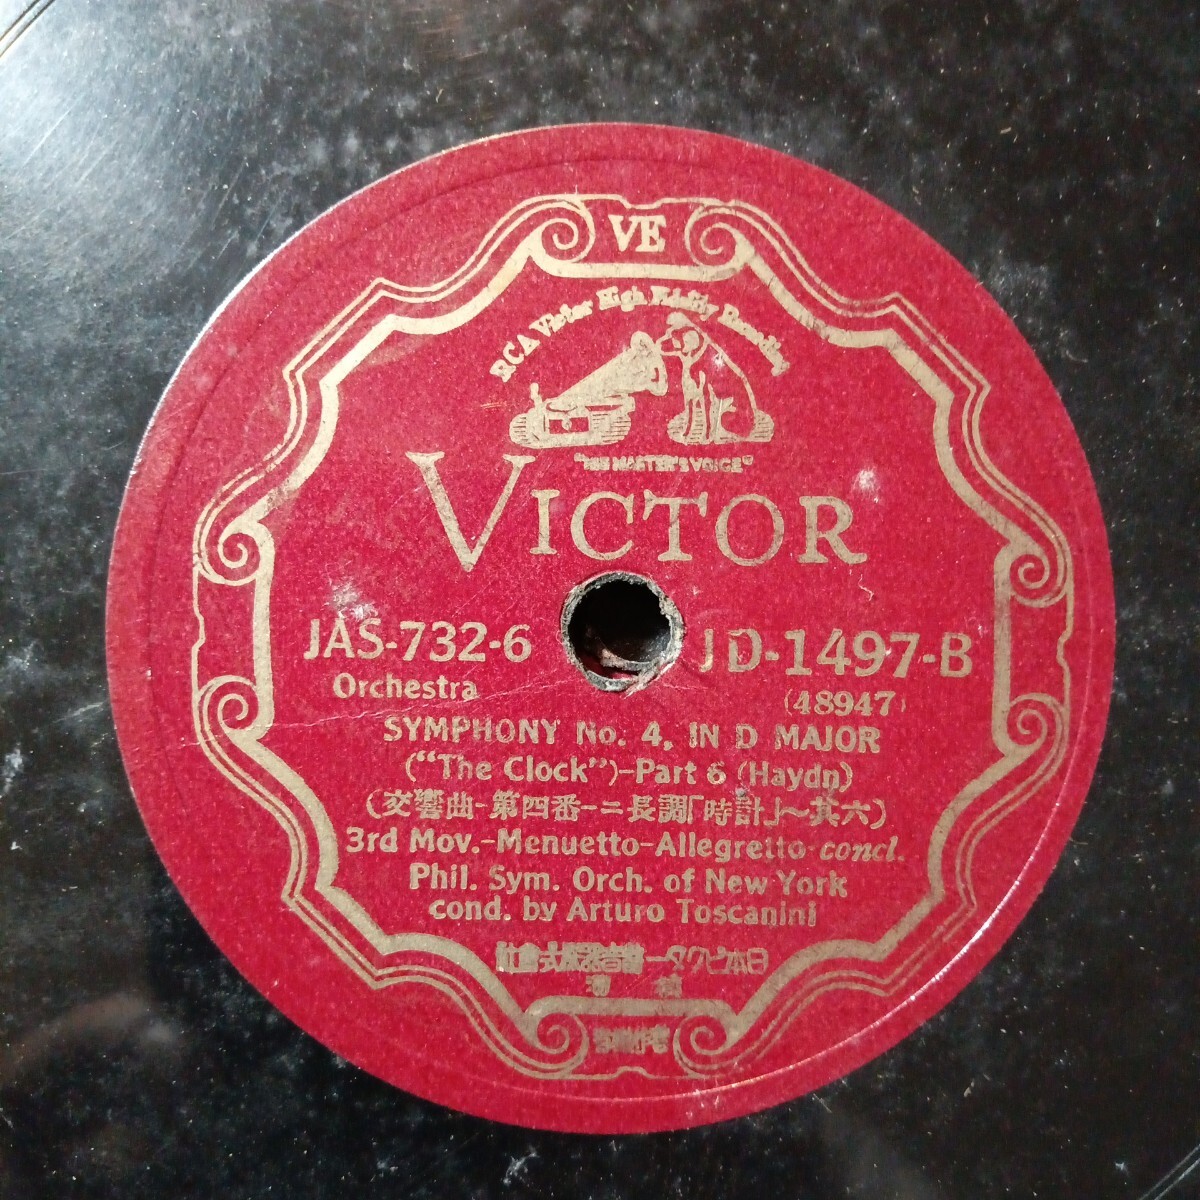 VE
RCA Victor High Fidelity Recording
"HIS MASTER'S VOICE"
VICTOR
JAS-732-6
JD-1497-B
Orchestra
(48947)
SYMPHONY No. 4, IN D MAJOR
("The Clock")-Part 6 (Haydn)
(交響曲-第四番-ニ長調「時計」～其六)
3rd Mov.-Menuetto-Allegretto-concl.
Phil. Sym. Orch. of New York
cond. by Arturo Toscanini
社會式株器音蓄ータクビ本日